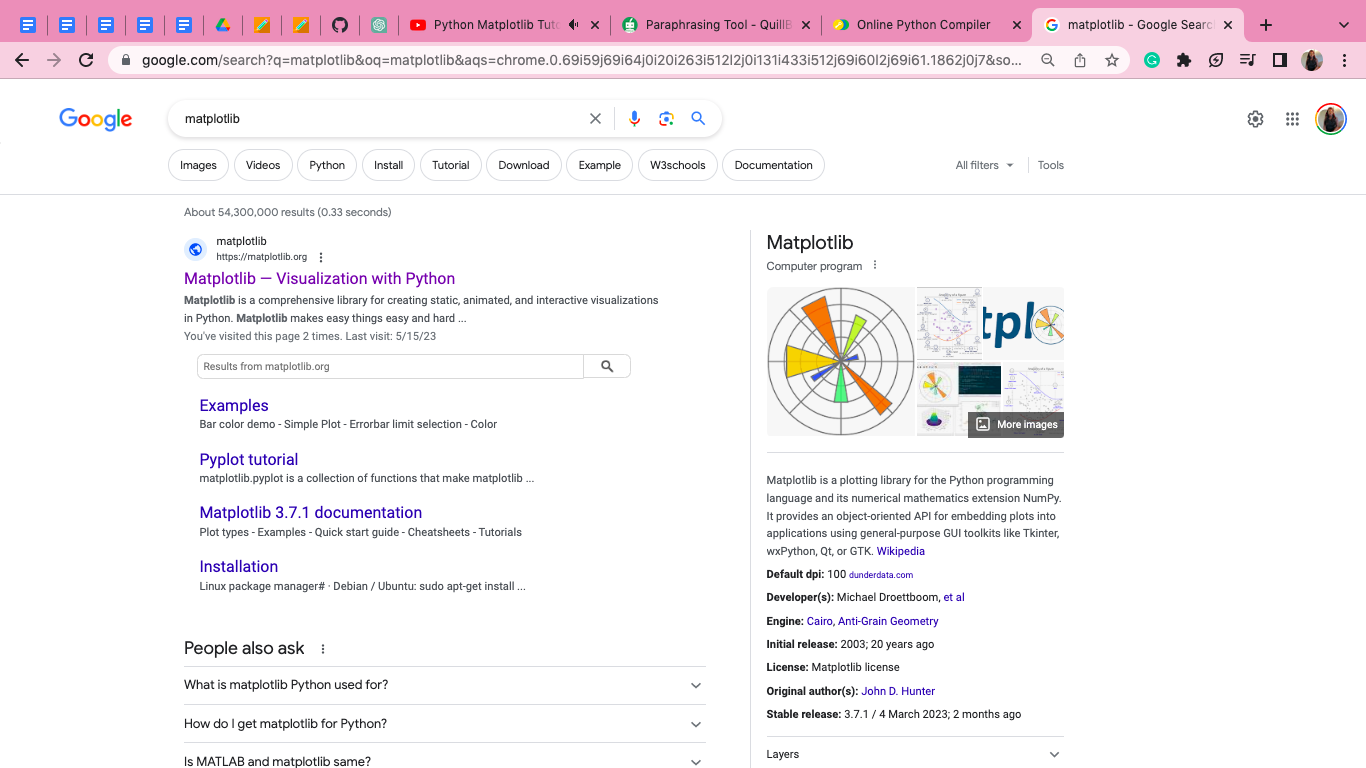 Python Matplotlib Tuto
Paraphrasing Tool - QuillB
Online Python Compiler
matplotlib - Google Searc
google.com/search?q=matplotlib&oq=matplotlib&aqs=chrome.0.69i59j69i64j0i20i263i512l2j0i131i433i512j69i60l2j69i61.1862j0j7&so...
Google
matplotlib
Images
Videos
Python
Install
Tutorial
Download
Example
W3schools
Documentation
All filters
Tools
About 54,300,000 results (0.33 seconds)
matplotlib
https://matplotlib.org
Matplotlib — Visualization with Python
Matplotlib is a comprehensive library for creating static, animated, and interactive visualizations
in Python. Matplotlib makes easy things easy and hard ...
You've visited this page 2 times. Last visit: 5/15/23
Results from matplotlib.org
Examples
Bar color demo - Simple Plot - Errorbar limit selection - Color
Pyplot tutorial
matplotlib.pyplot is a collection of functions that make matplotlib ...
Matplotlib 3.7.1 documentation
Plot types - Examples - Quick start guide - Cheatsheets - Tutorials
Installation
Linux package manager# · Debian / Ubuntu: sudo apt-get install ...
People also ask
What is matplotlib Python used for?
How do I get matplotlib for Python?
Is MATLAB and matplotlib same?
Matplotlib
Computer program
tpl
More images
Matplotlib is a plotting library for the Python programming
language and its numerical mathematics extension NumPy.
It provides an object-oriented API for embedding plots into
applications using general-purpose GUI toolkits like Tkinter,
wxPython, Qt, or GTK. Wikipedia
Default dpi: 100 dunderdata.com
Developer(s): Michael Droettboom, et al
Engine: Cairo, Anti-Grain Geometry
Initial release: 2003; 20 years ago
License: Matplotlib license
Original author(s): John D. Hunter
Stable release: 3.7.1 / 4 March 2023; 2 months ago
Layers